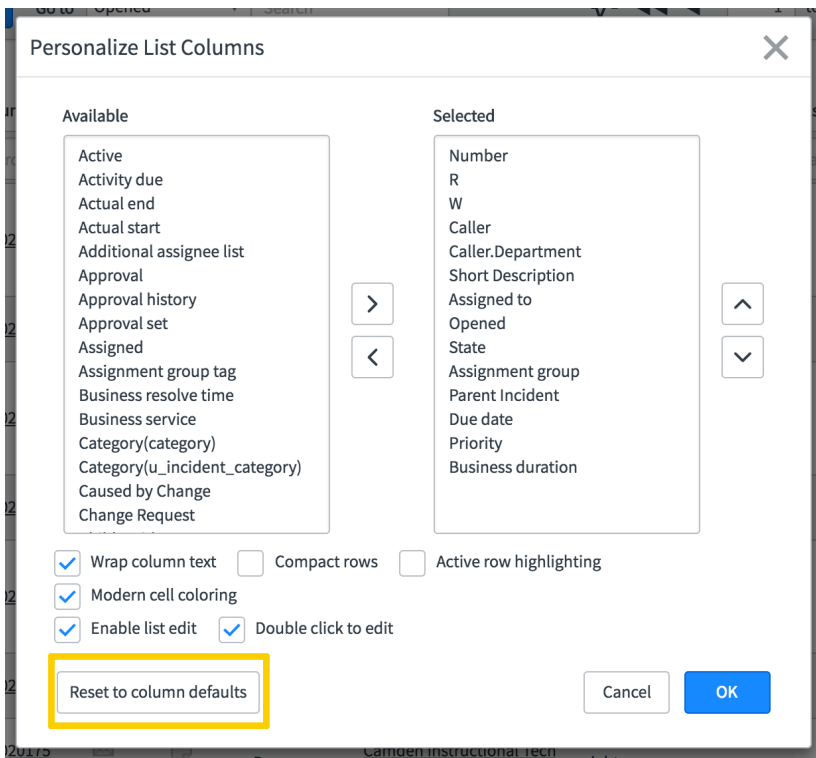 Go to Opened Search
1
Personalize List Columns
Available
Active
Activity due
Actual end
Actual start
Additional assignee list
Approval
Approval history
Approval set
Assigned
Assignment group tag
Business resolve time
Business service
Category(category)
Category(u_incident_category)
Caused by Change
Change Request
Selected
Number
R
W
Caller
Caller.Department
Short Description
Assigned to
Opened
State
Assignment group
Parent Incident
Due date
Priority
Business duration
Wrap column text Compact rows Active row highlighting
Modern cell coloring
Enable list edit Double click to edit
Reset to column defaults Cancel OK
020175 Camden Instructional Tech